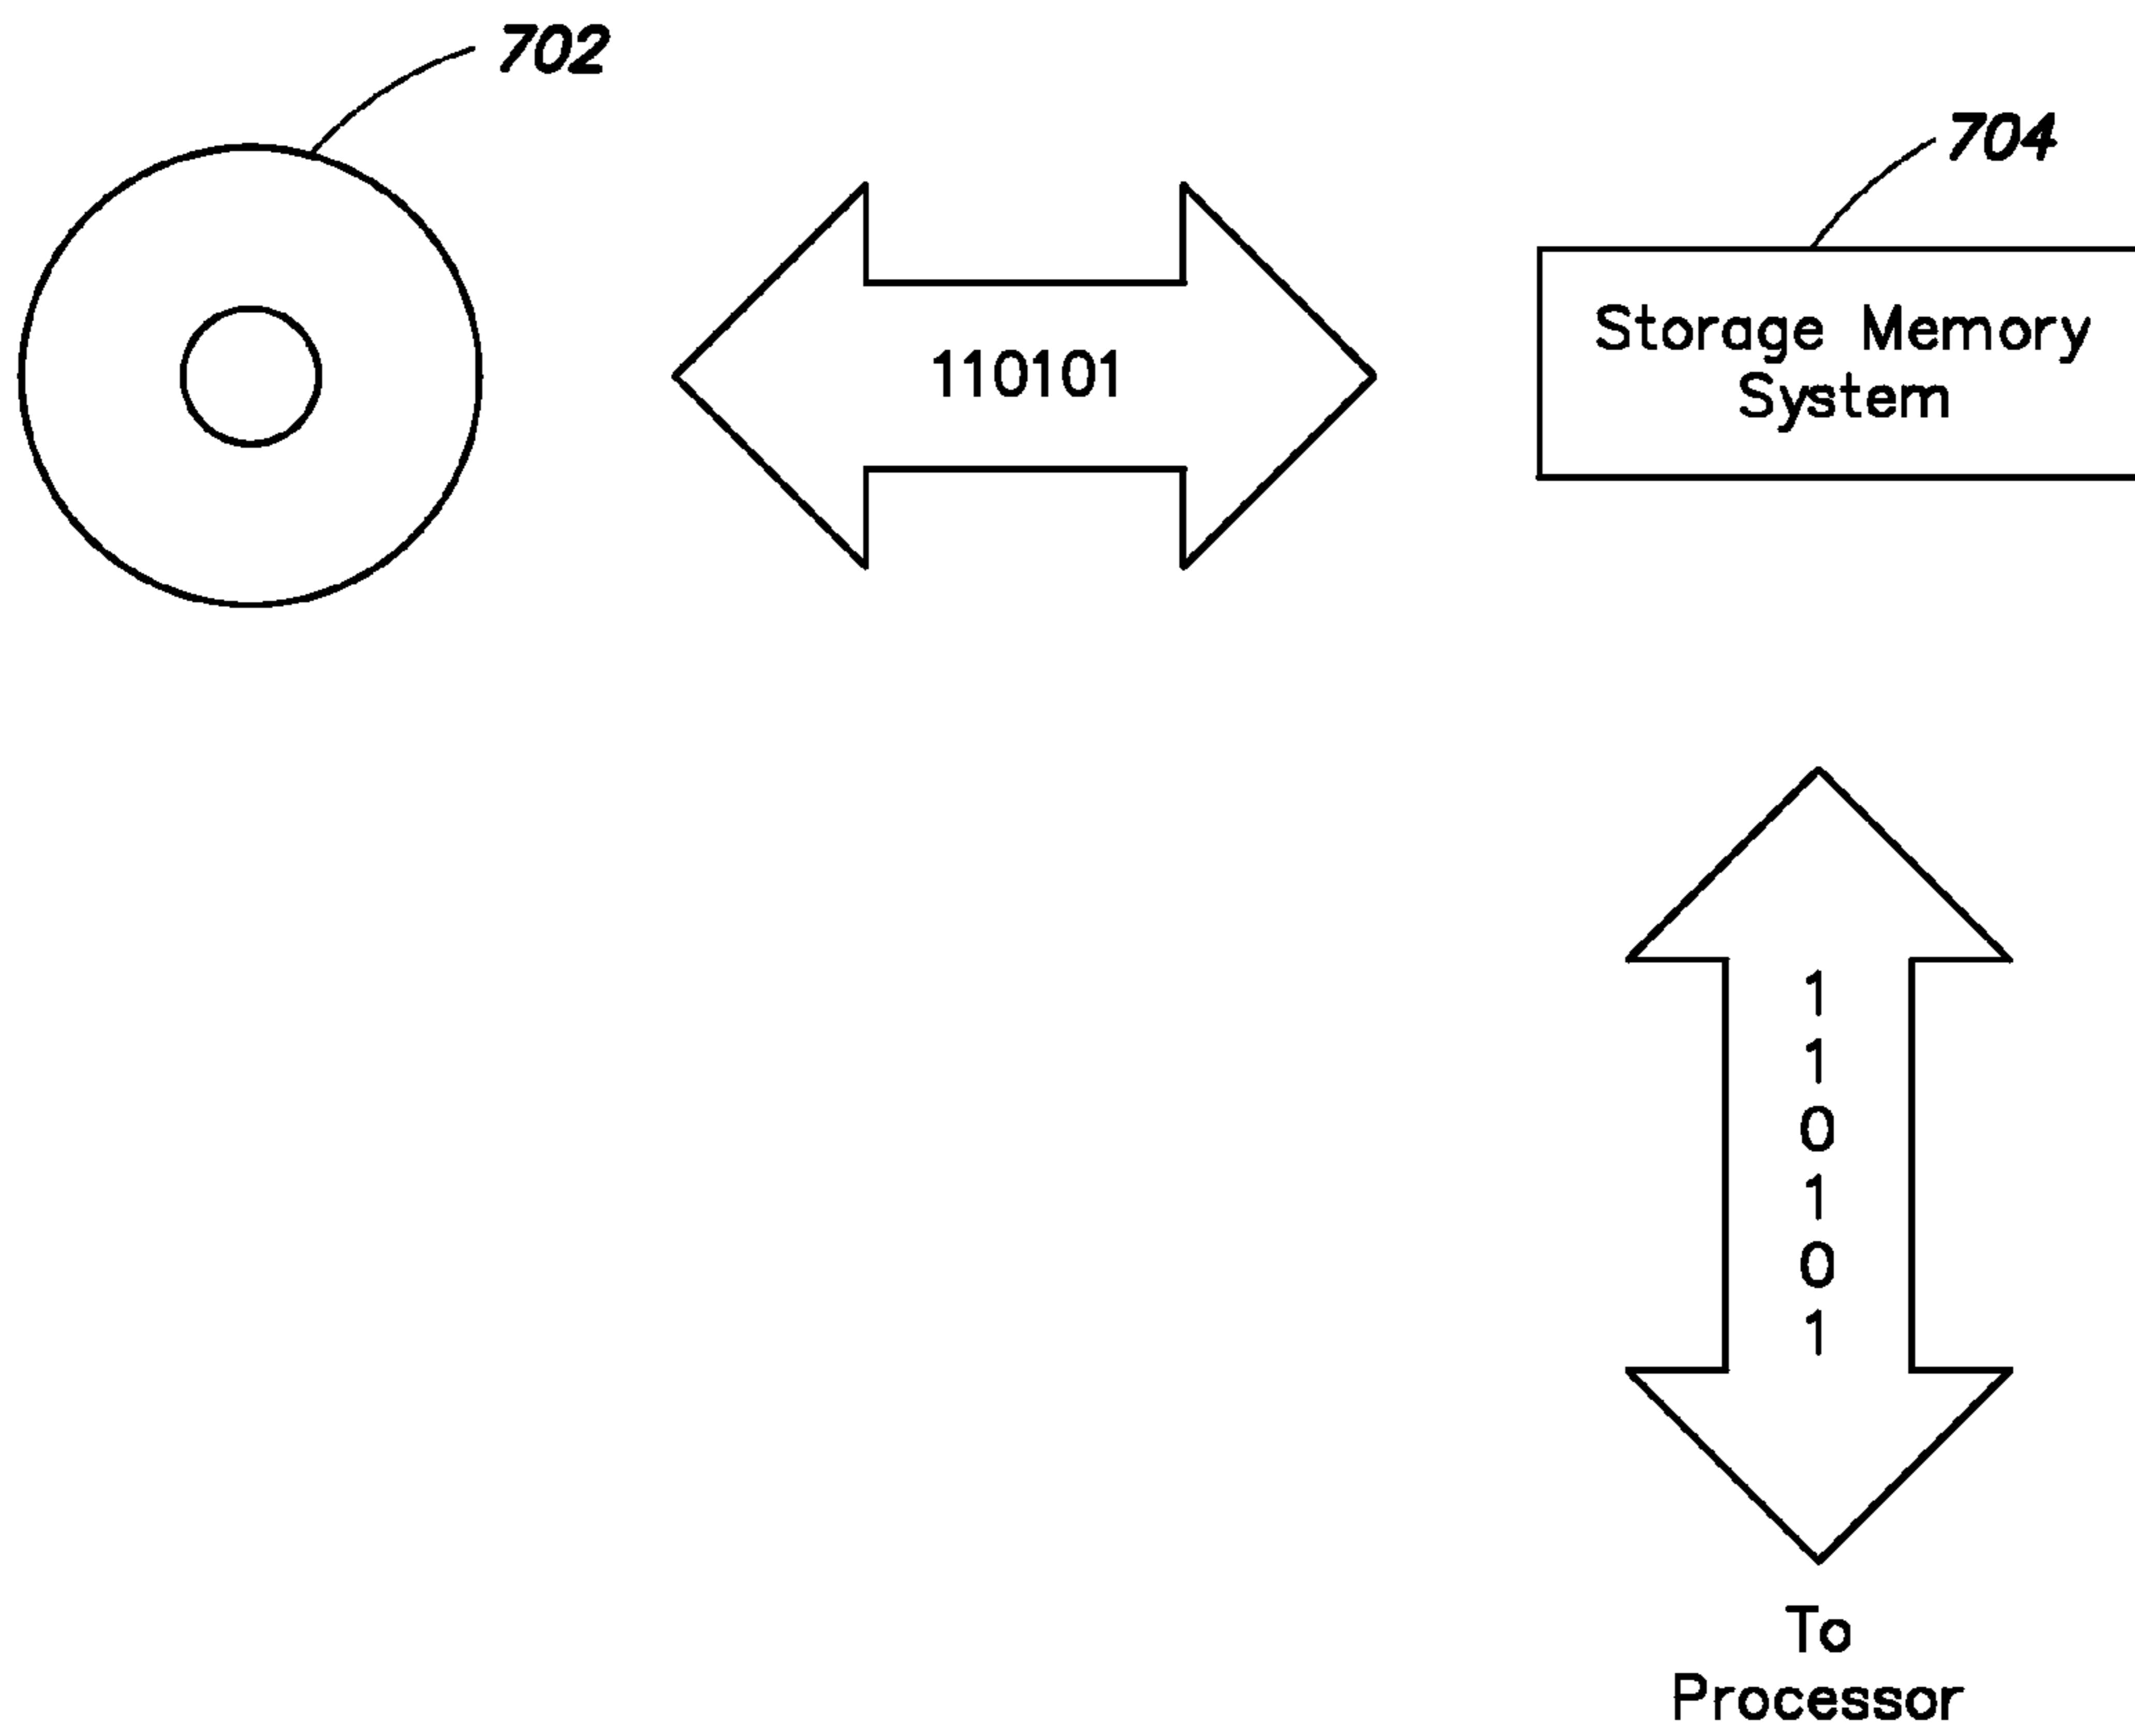 702
704
110101
Storage Memory
System
1
1
0
1
0
1
To
Processor